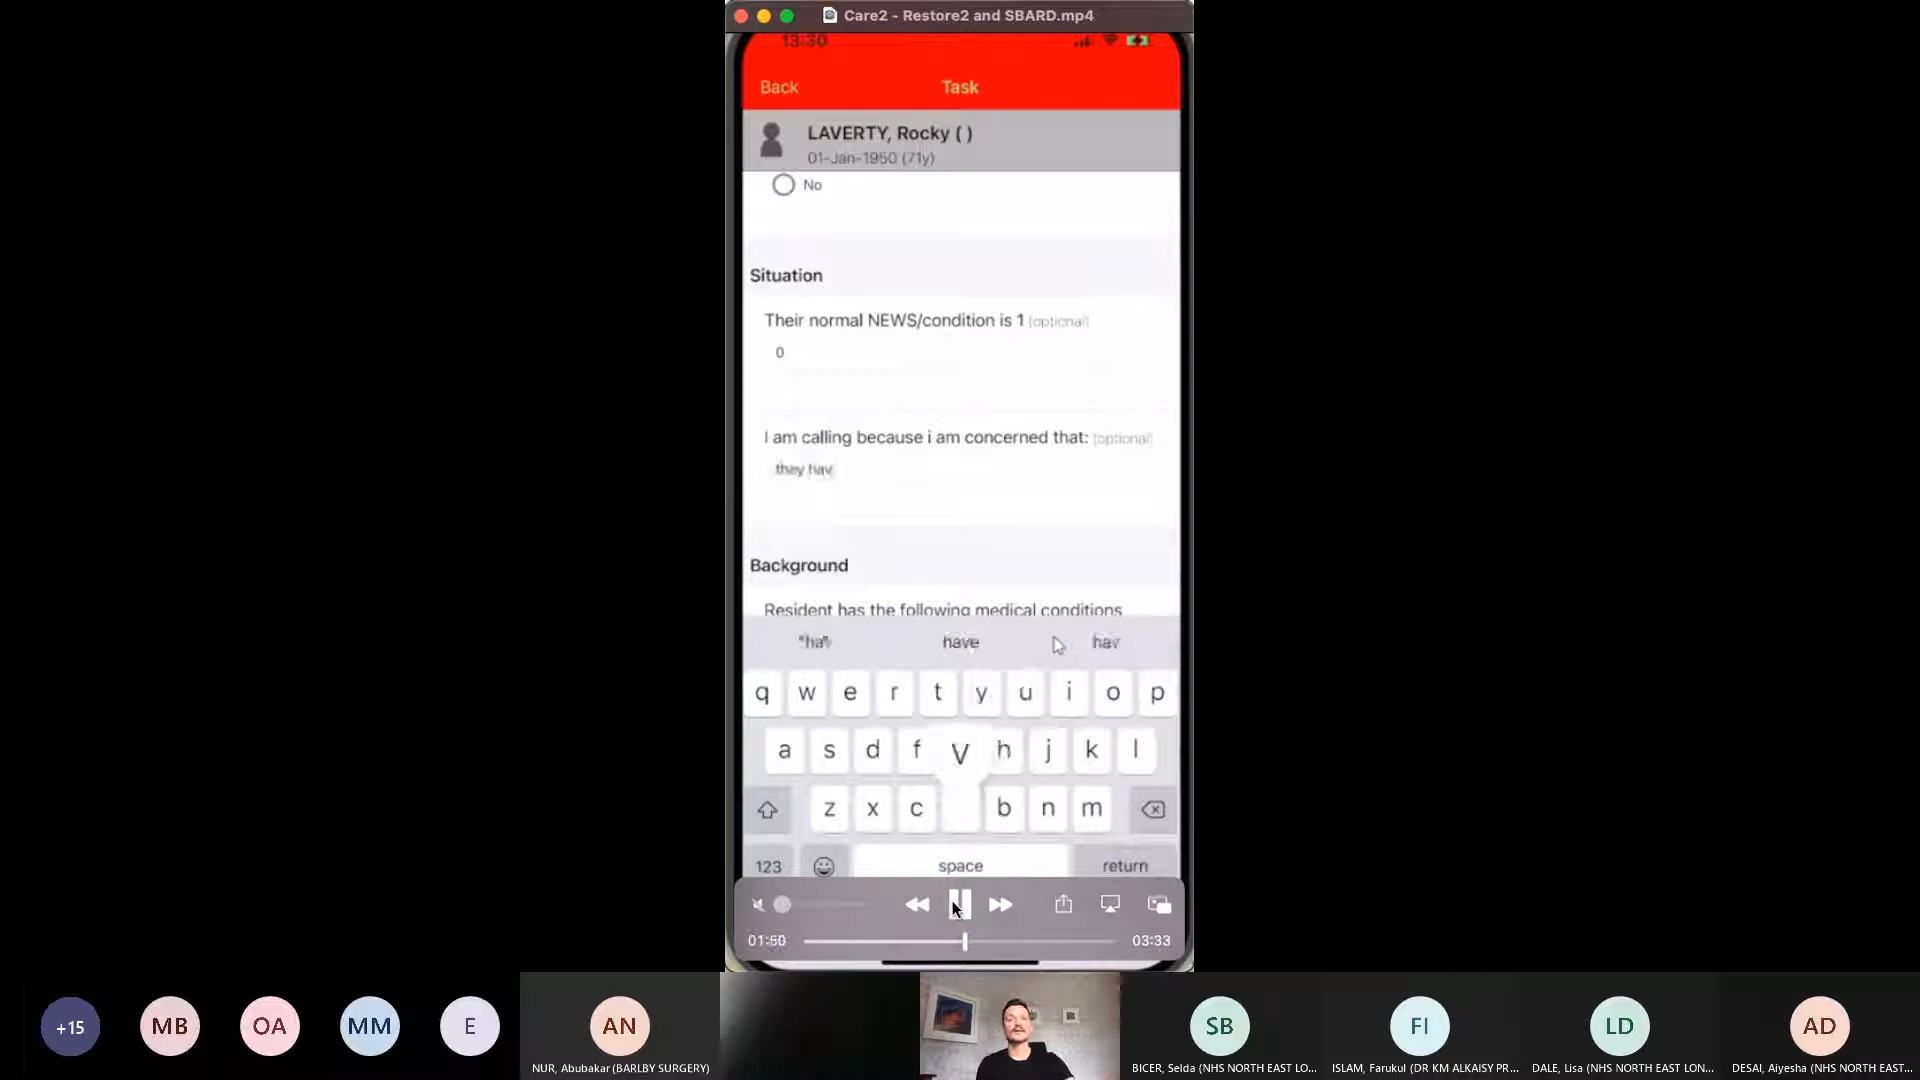 Care2 - Restore2 and SBARD.mp4
13:30
Back
Task
LAVERTY, Rocky ( )
01-Jan-1950 (71y)
No
Situation
Their normal NEWS/condition is 1 (optional)
0
I am calling because i am concerned that: (optional)
they hav
Background
Resident has the following medical conditions
have
hav
q w e r t y u i o p
a s d f V h j k l
z x c b n m
123
space
return
01:50
03:33
+15
MB
OA
MM
E
AN
SB
FI
LD
AD
NUR, Abubakar (BARLBY SURGERY)
BICER, Selda (NHS NORTH EAST LO...
ISLAM, Farukul (DR KM ALKAISY PR...
DALE, Lisa (NHS NORTH EAST LON...
DESAI, Aiyesha (NHS NORTH EAST...